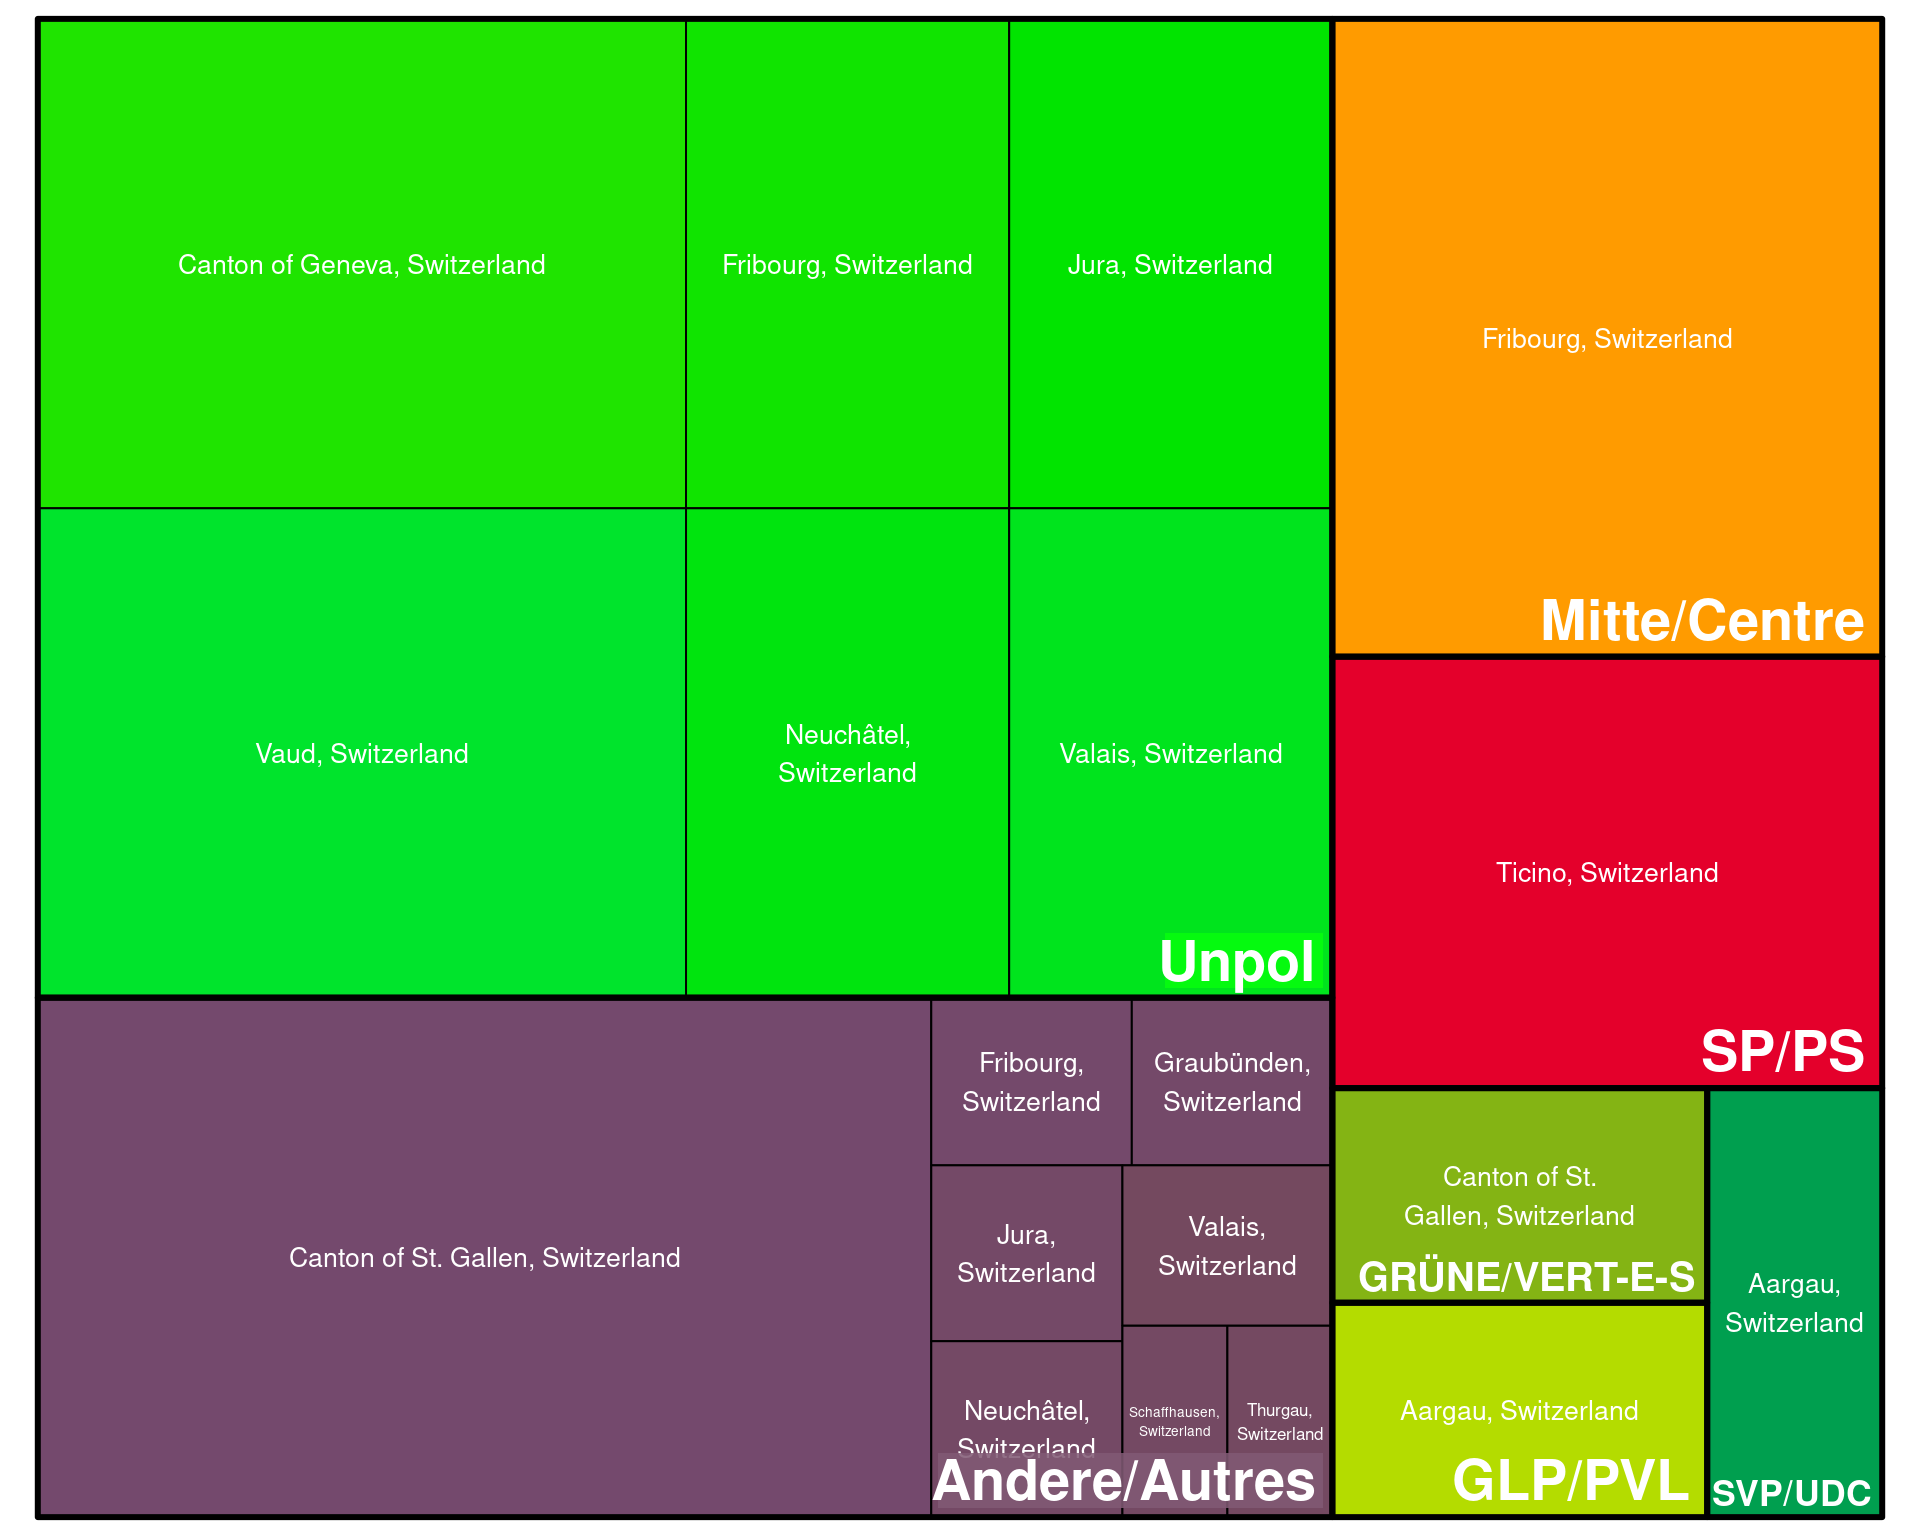 Canton of Geneva, Switzerland
Fribourg, Switzerland
Jura, Switzerland
Vaud, Switzerland
Neuchâtel,
Switzerland
Valais, Switzerland
Unpol
Fribourg, Switzerland
Mitte/Centre
Ticino, Switzerland
SP/PS
Canton of St. Gallen, Switzerland
Fribourg,
Switzerland
Graubünden,
Switzerland
Jura,
Switzerland
Valais,
Switzerland
Neuchâtel,
Switzerland
Schaffhausen,
Switzerland
Thurgau,
Switzerland
Andere/Autres
Canton of St.
Gallen, Switzerland
GRÜNE/VERT-E-S
Aargau, Switzerland
GLP/PVL
Aargau,
Switzerland
SVP/UDC